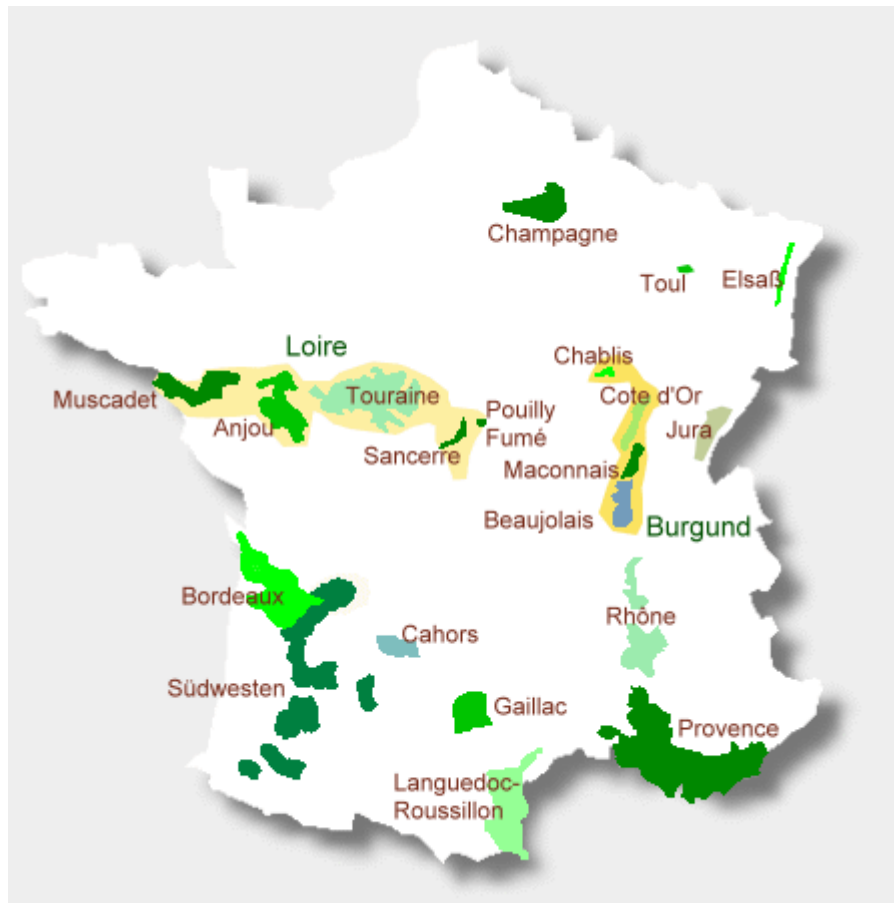 Champagne
Toul
Elsaß
Loire
Chablis
Muscadet
Touraine
Cote d'Or
Anjou
Pouilly
Fumé
Jura
Sancerre
Maconnais
Beaujolais
Burgund
Bordeaux
Rhône
Cahors
Südwesten
Gaillac
Provence
Languedoc-
Roussillon